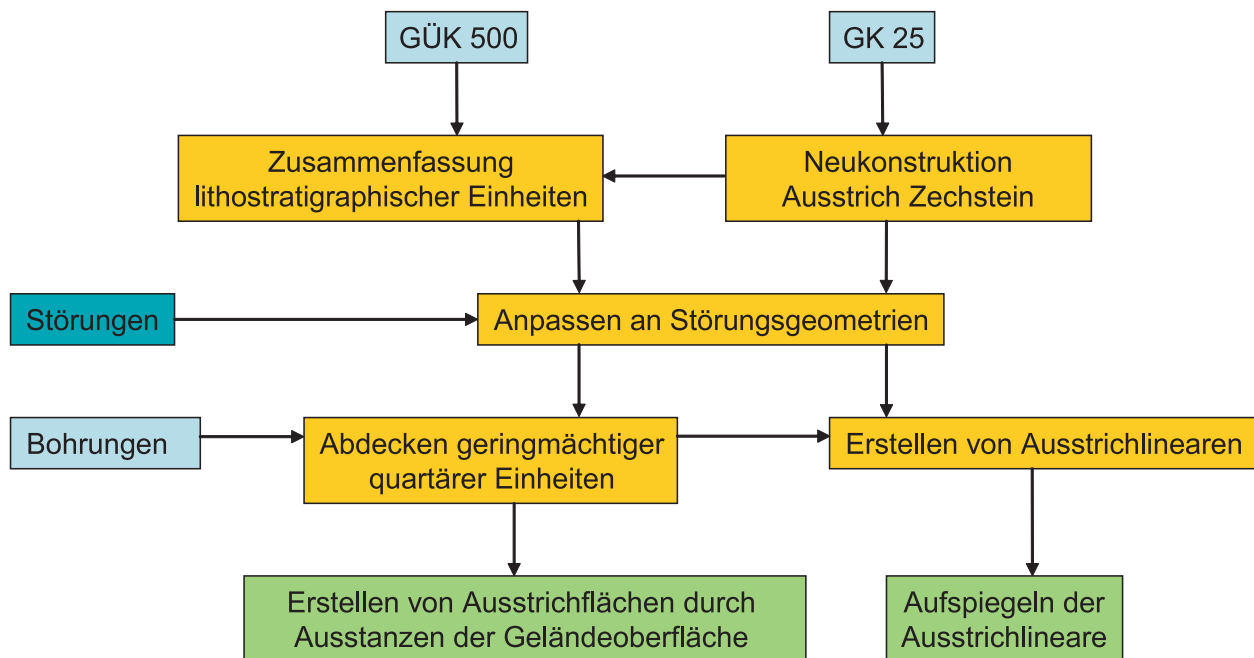 GÜK 500
GK 25
Zusammenfassung
lithostratigraphischer Einheiten
Neukonstruktion
Ausstrich Zechstein
Störungen
Anpassen an Störungsgeometrien
Bohrungen
Abdecken geringmächtiger
quartärer Einheiten
Erstellen von Ausstrichlinearen
Erstellen von Ausstrichflächen durch
Ausstanzen der Geländeoberfläche
Aufspiegeln der
Ausstrichlineare